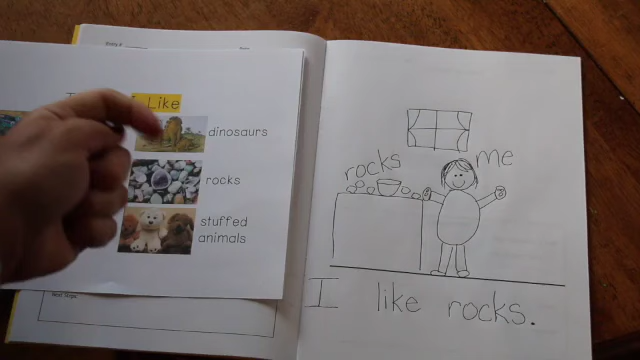 I Like
dinosaurs
rocks
stuffed
animals
rocks
me
I like rocks.